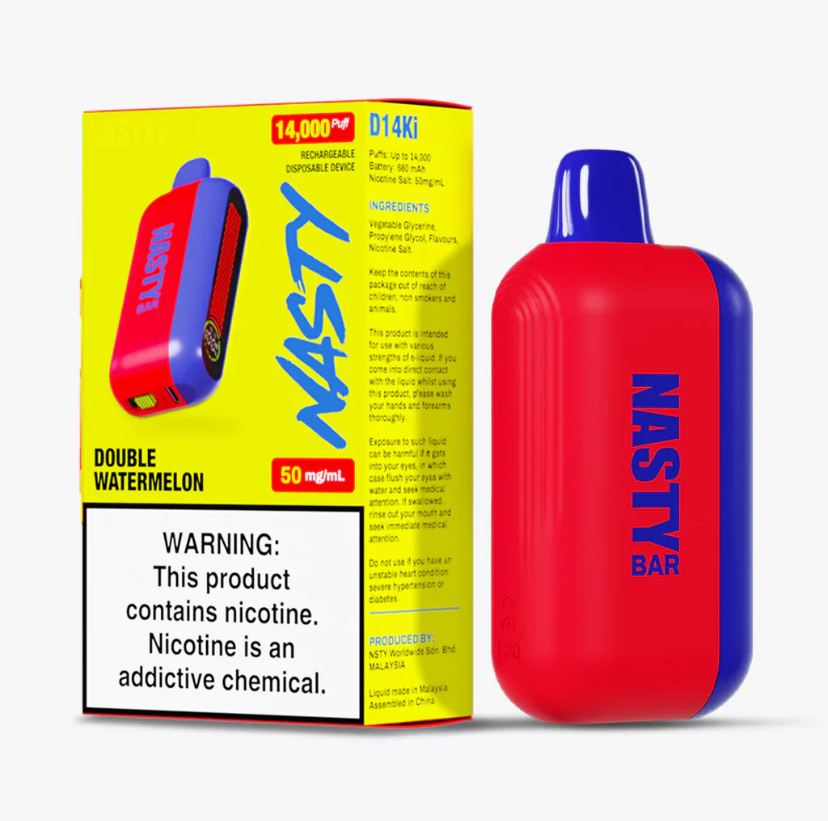 14,000 Puff
RECHARGEABLE
DISPOSABLE DEVICE
NASTY
NASTY
DOUBLE
WATERMELON
50 mg/mL
WARNING:
This product
contains nicotine.
Nicotine is an
addictive chemical.
D14Ki
Puffs: Up to 14,000
Battery: 660 mAh
Nicotine Salt: 50mg/mL
INGREDIENTS
Vegetable Glycerine,
Propylene Glycol, Flavours,
Nicotine Salt.
Keep the contents of this
package out of reach of
children, non smokers and
animals.
This product is intended
for use with various
strengths of e-liquid. If you
come into direct contact
with the liquid whilst using
this product, please wash
your hands and forearms
thoroughly.
Exposure to such liquid
can be harmful if it gets
into your eyes, in which
case flush your eyes with
water and seek medical
attention. If swallowed,
rinse out your mouth and
seek immediate medical
attention.
Do not use if you have an
unstable heart condition,
severe hypertension or
diabetes.
PRODUCED BY:
NSTY Worldwide Sdn. Bhd.
MALAYSIA
Liquid made in Malaysia
Assembled in China
NASTY
BAR
CE